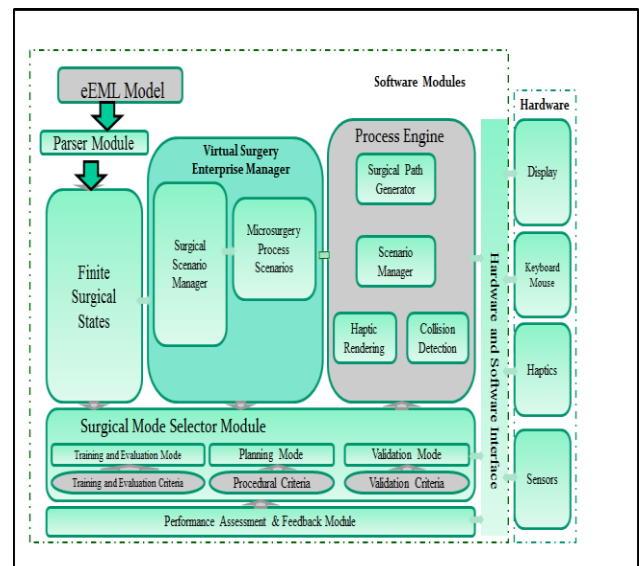 Software Modules
Hardware
eEML Model
Parser Module
Finite
Surgical
States
Virtual Surgery
Enterprise Manager
Surgical
Scenario
Manager
Microsurgery
Process
Scenarios
Process Engine
Surgical Path
Generator
Scenario
Manager
Haptic
Rendering
Collision
Detection
Hardware and Software Interface
Display
Keyboard
Mouse
Haptics
Sensors
Surgical Mode Selector Module
Training and Evaluation Mode
Planning Mode
Validation Mode
Training and Evaluation Criteria
Procedural Criteria
Validation Criteria
Performance Assessment & Feedback Module